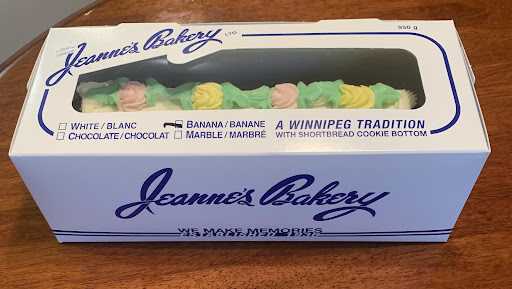 Jeanne's Bakery LTD.
950 g
WHITE / BLANC
BANANA / BANANE
A WINNIPEG TRADITION
CHOCOLATE / CHOCOLAT
MARBLE / MARBRÉ
WITH SHORTBREAD COOKIE BOTTOM
Jeanne's Bakery
WE MAKE MEMORIES